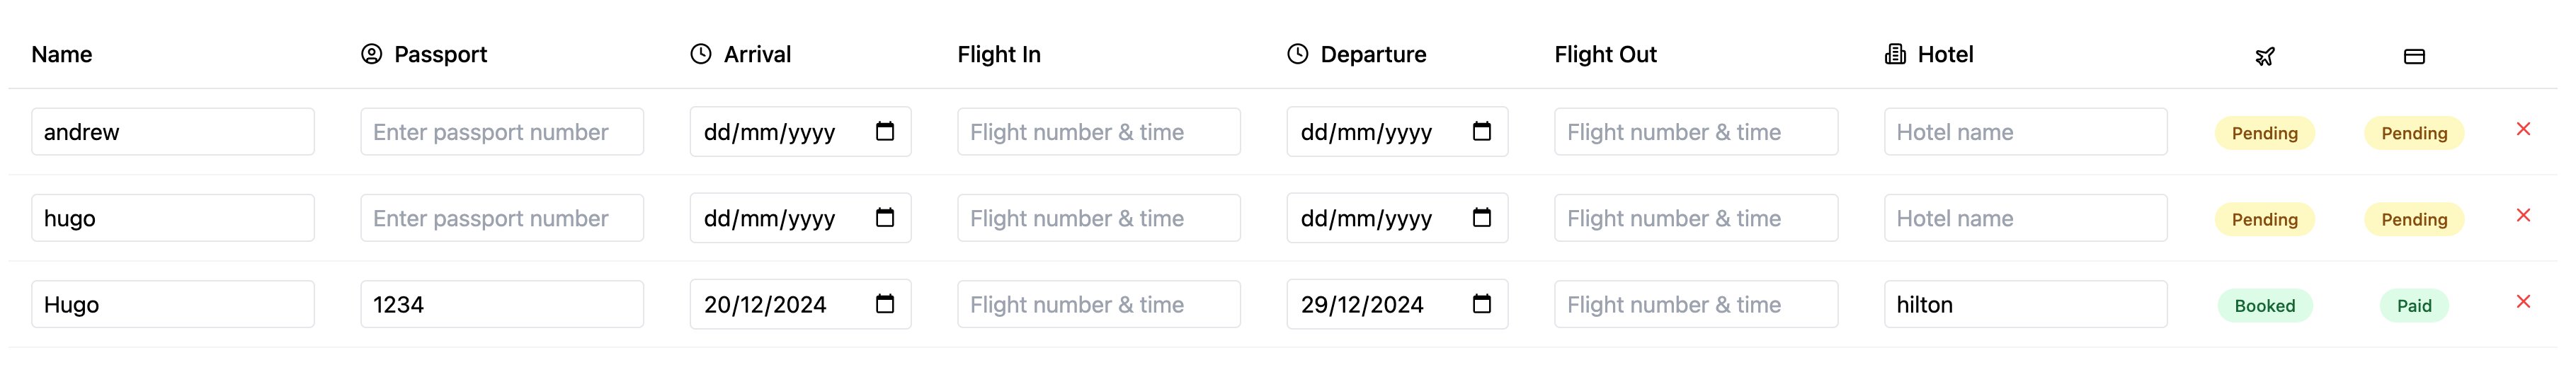 Name Passport Arrival Flight In Departure Flight Out Hotel
andrew Enter passport number dd/mm/yyyy Flight number & time dd/mm/yyyy Flight number & time Hotel name Pending Pending
hugo Enter passport number dd/mm/yyyy Flight number & time dd/mm/yyyy Flight number & time Hotel name Pending Pending
Hugo 1234 20/12/2024 Flight number & time 29/12/2024 Flight number & time hilton Booked Paid